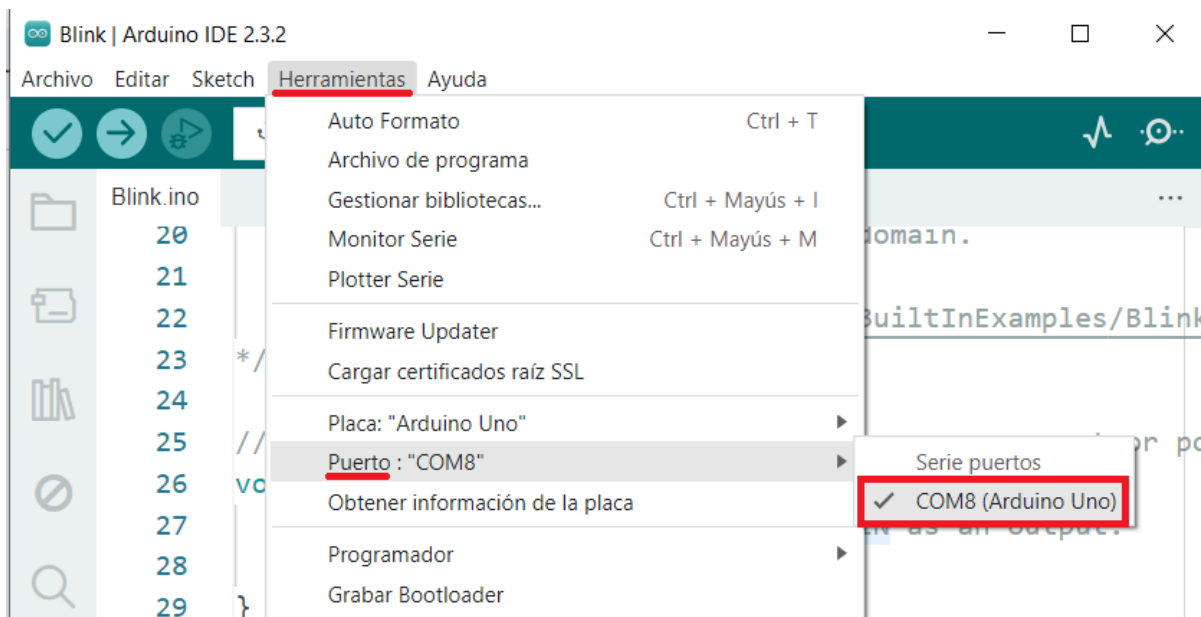 Blink | Arduino IDE 2.3.2
Archivo Editar Sketch Herramientas Ayuda
Auto Formato Ctrl + T
Archivo de programa
Blink.ino
Gestionar bibliotecas... Ctrl + Mayús + I
20 domain.
Monitor Serie Ctrl + Mayús + M
21
Plotter Serie
22 BuiltInExamples/Blink
Firmware Updater
23 */
Cargar certificados raíz SSL
24
Placa: "Arduino Uno"
25 //
Puerto : "COM8"
Serie puertos
26 vo
Obtener información de la placa
COM8 (Arduino Uno)
27 as an output.
Programador
28
Grabar Bootloader
29 }